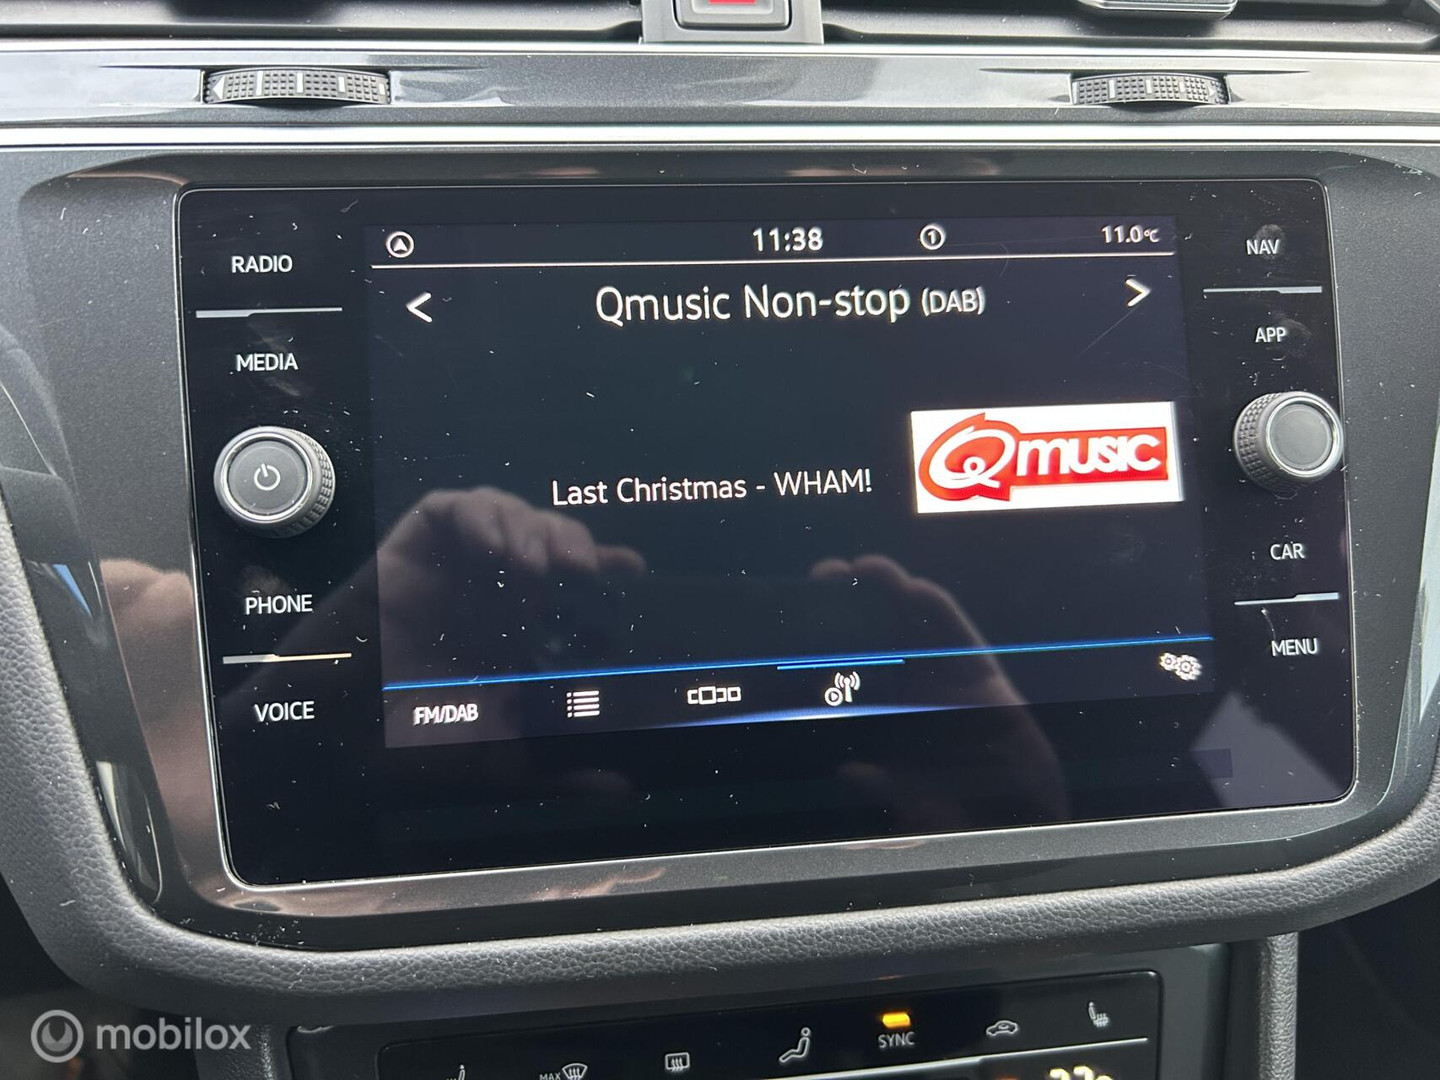 11:38
1
11.0°C
RADIO
NAV
<
Qmusic Non-stop (DAB)
>
MEDIA
APP
Qmusic
Last Christmas - WHAM!
CAR
PHONE
MENU
FM/DAB
VOICE
SYNC
MAX
mobilox